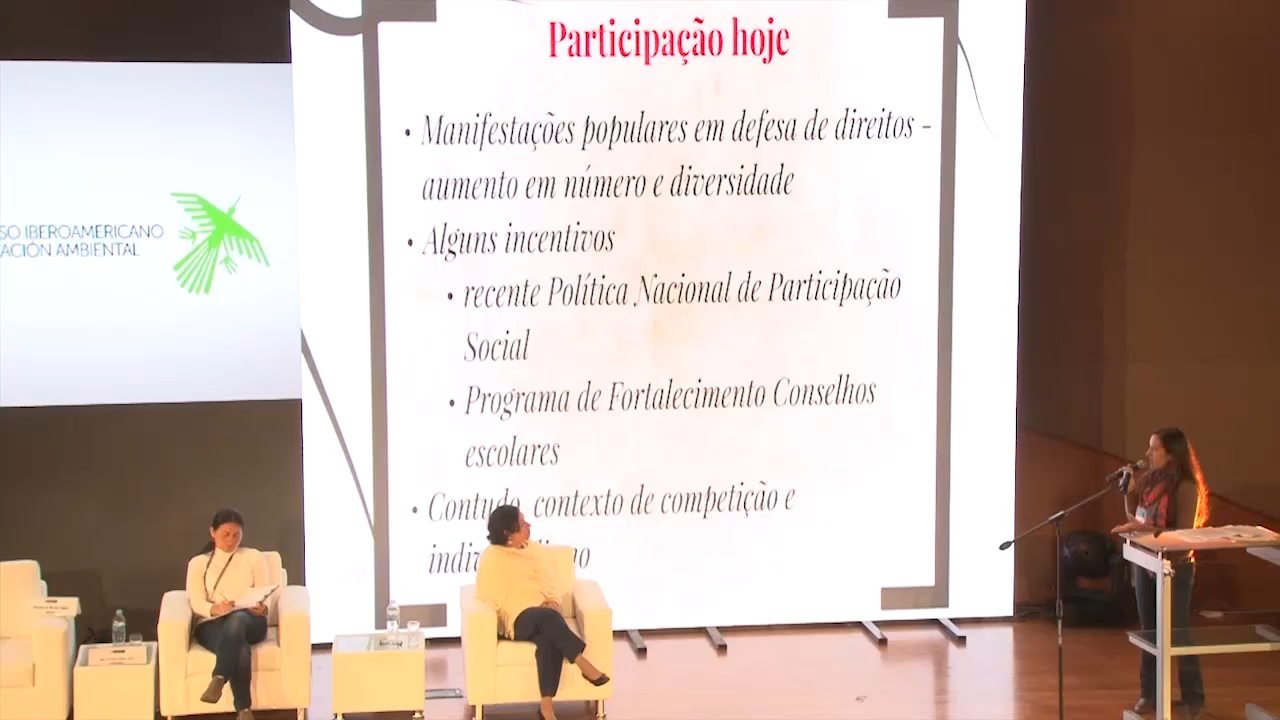 Participação hoje
• Manifestações populares em defesa de direitos –
aumento em número e diversidade
• Alguns incentivos
• recente Política Nacional de Participação
Social
• Programa de Fortalecimento Conselhos
escolares
• Contudo, contexto de competição e
SO IBEROAMERICANO
ACIÓN AMBIENTAL